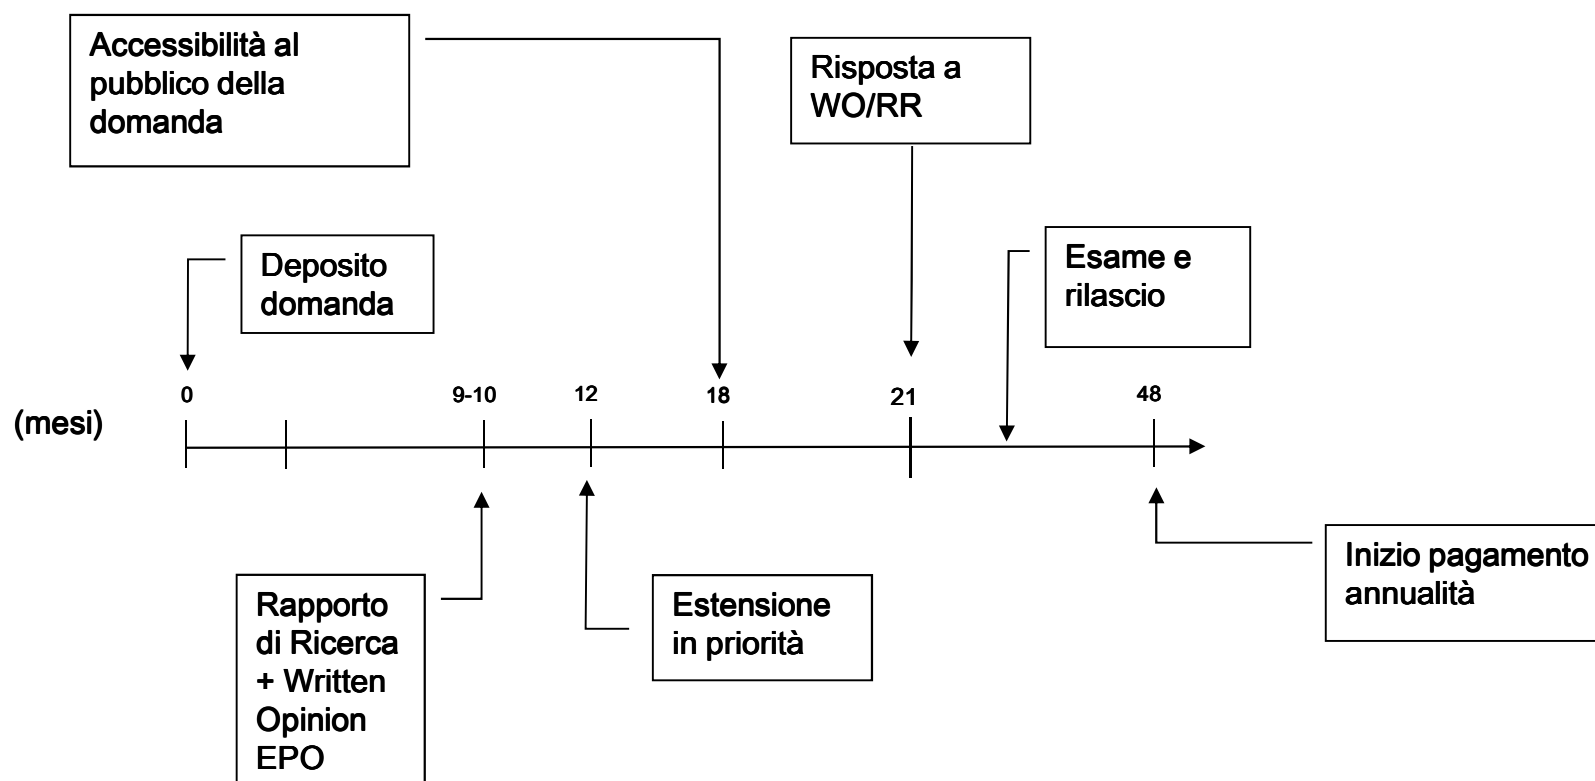 Accessibilità al
pubblico della
domanda
Risposta a
WO/RR
Deposito
domanda
Esame e
rilascio
0
9-10
12
18
21
48
(mesi)
Rapporto
di Ricerca
+ Written
Opinion
EPO
Estensione
in priorità
Inizio pagamento
annualità